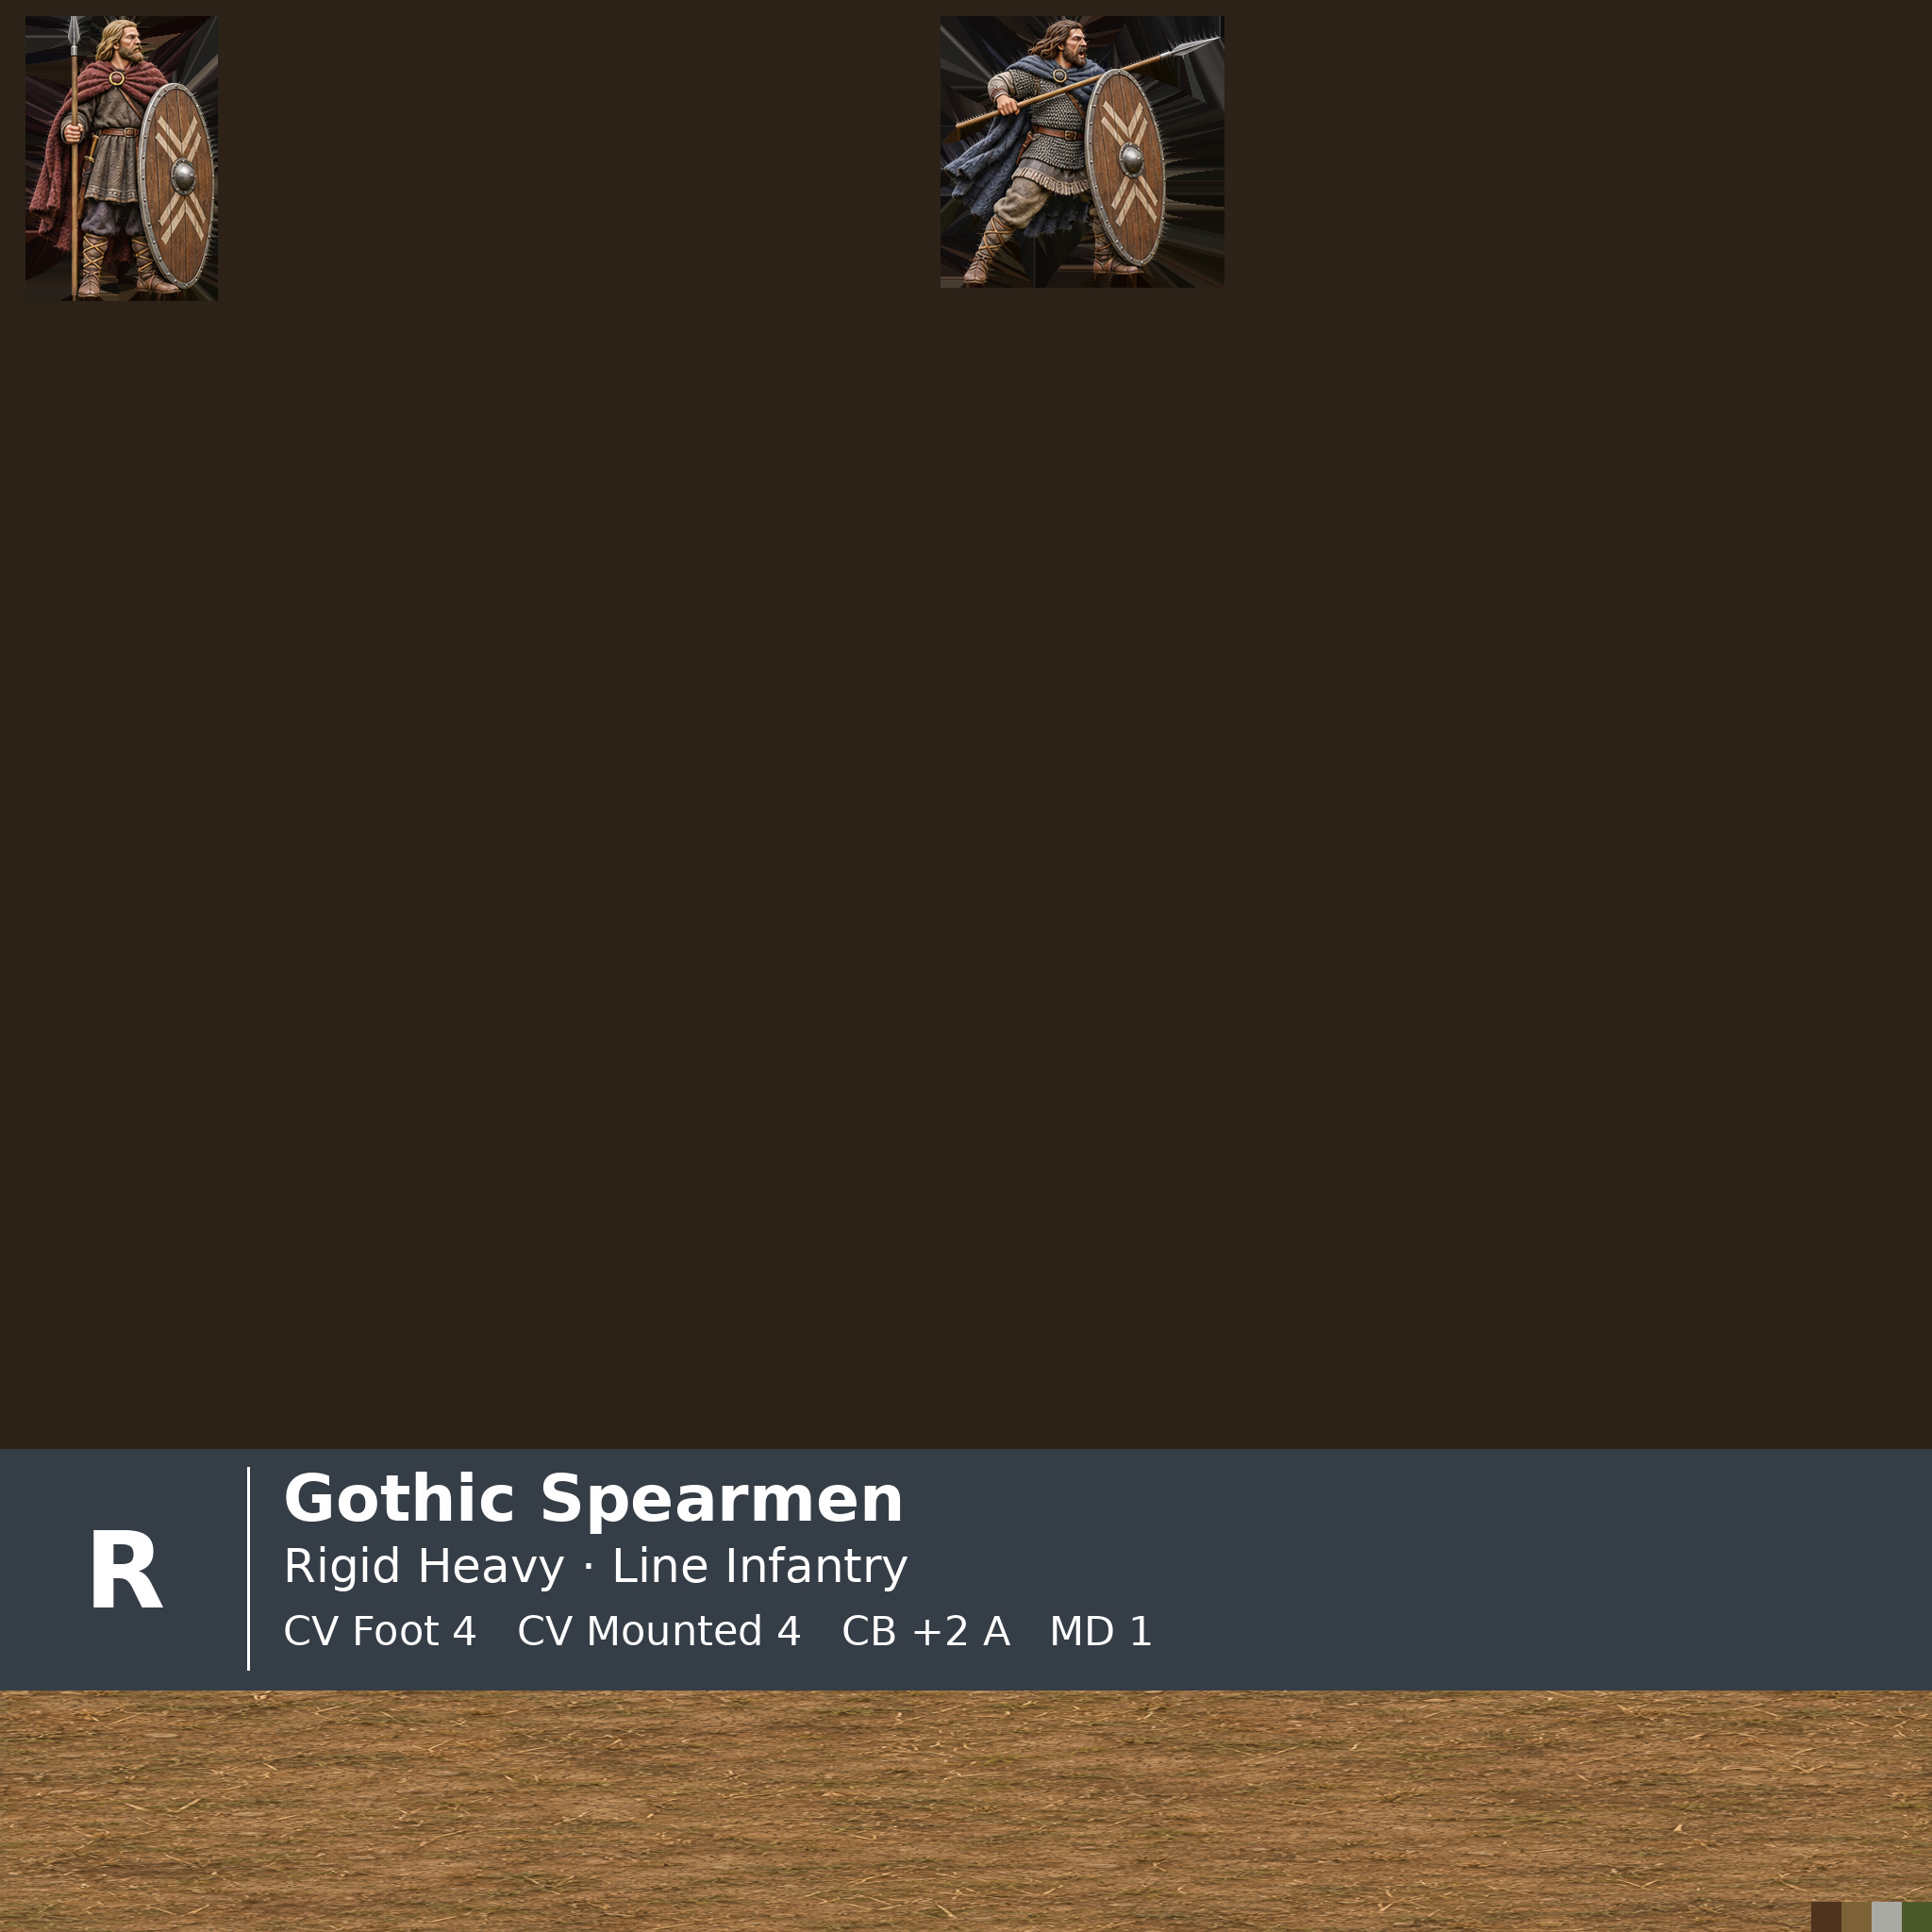 R
Gothic Spearmen
Rigid Heavy · Line Infantry
CV Foot 4 CV Mounted 4 CB +2 A MD 1